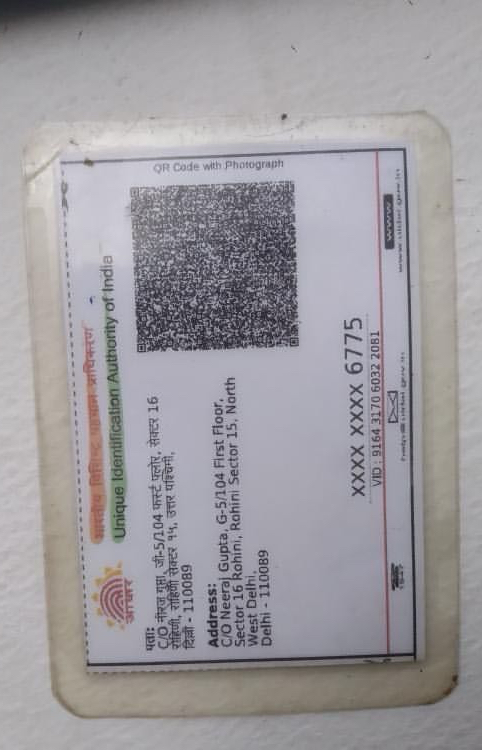 भारतीय विशिष्ट पहचान प्राधिकरण
Unique Identification Authority of India
आधार
QR Code with Photograph
पता:
C/O नीरज गुप्ता, जी-5/104 फर्स्ट फ्लोर, सेक्टर 16
रोहिणी, रोहिणी सेक्टर १५, उत्तर पश्चिमी,
दिल्ली - 110089
Address:
C/O Neeraj Gupta, G-5/104 First Floor,
Sector 16 Rohini, Rohini Sector 15, North
West Delhi,
Delhi - 110089
XXXX XXXX 6775
VID : 9164 3170 6032 2081
www